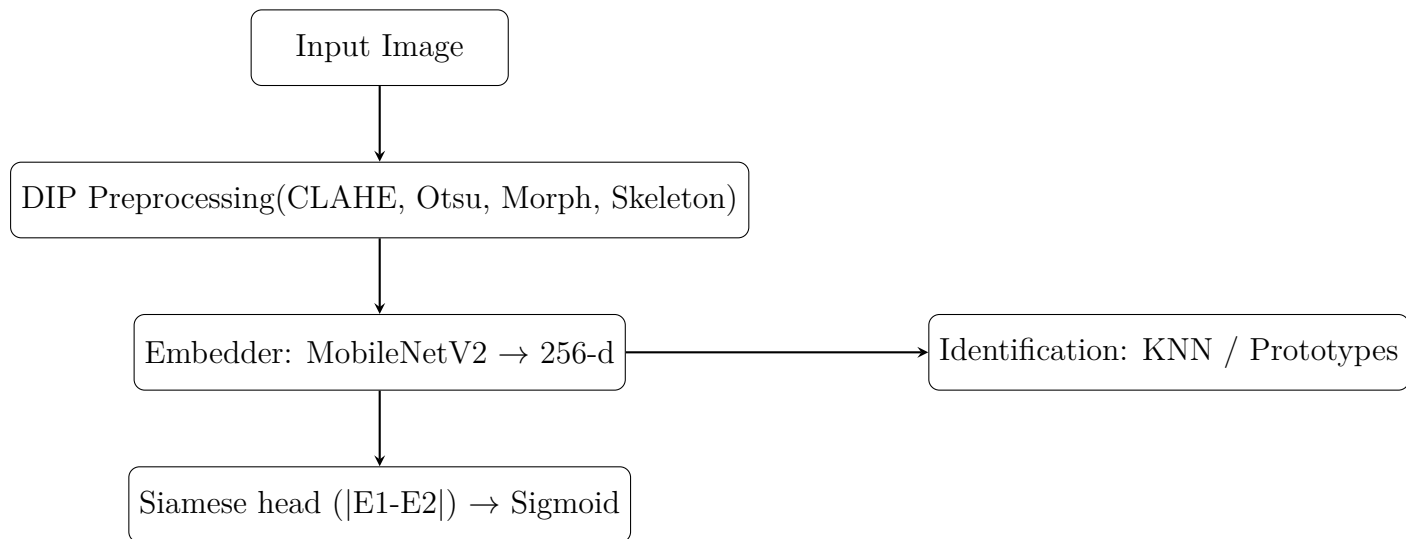 Input Image
DIP Preprocessing(CLAHE, Otsu, Morph, Skeleton)
Embedder: MobileNetV2 → 256-d
Identification: KNN / Prototypes
Siamese head (|E1-E2|) → Sigmoid